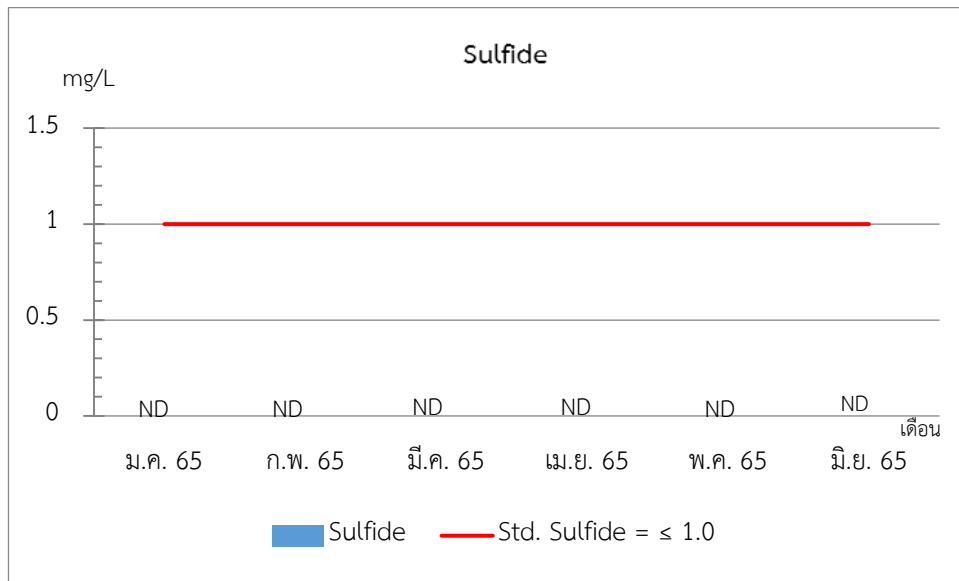 Sulfide
mg/L
1.5
1
0.5
0
ND ND ND ND ND ND
เดือน
ม.ค. 65 ก.พ. 65 มี.ค. 65 เม.ย. 65 พ.ค. 65 มิ.ย. 65
Sulfide Std. Sulfide = ≤ 1.0